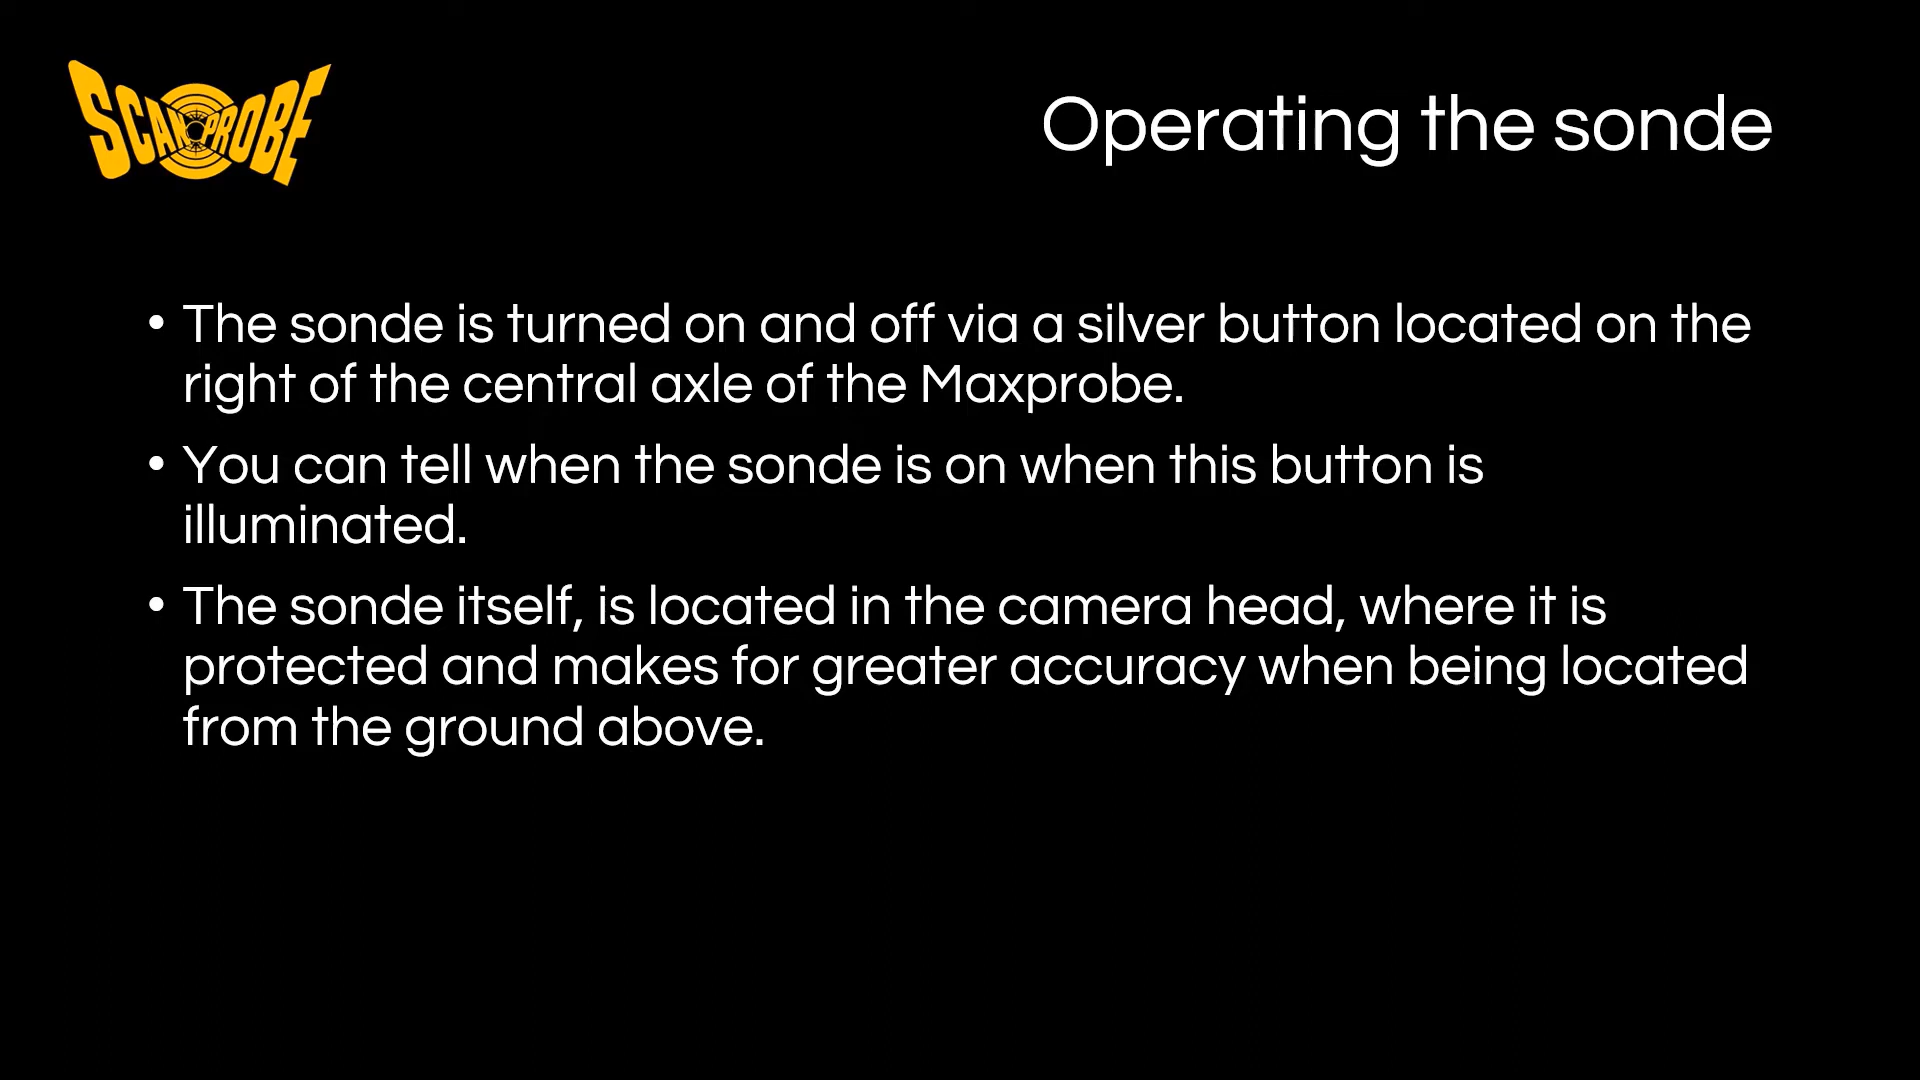 SCANPROBE
Operating the sonde
• The sonde is turned on and off via a silver button located on the
right of the central axle of the Maxprobe.
• You can tell when the sonde is on when this button is
illuminated.
• The sonde itself, is located in the camera head, where it is
protected and makes for greater accuracy when being located
from the ground above.